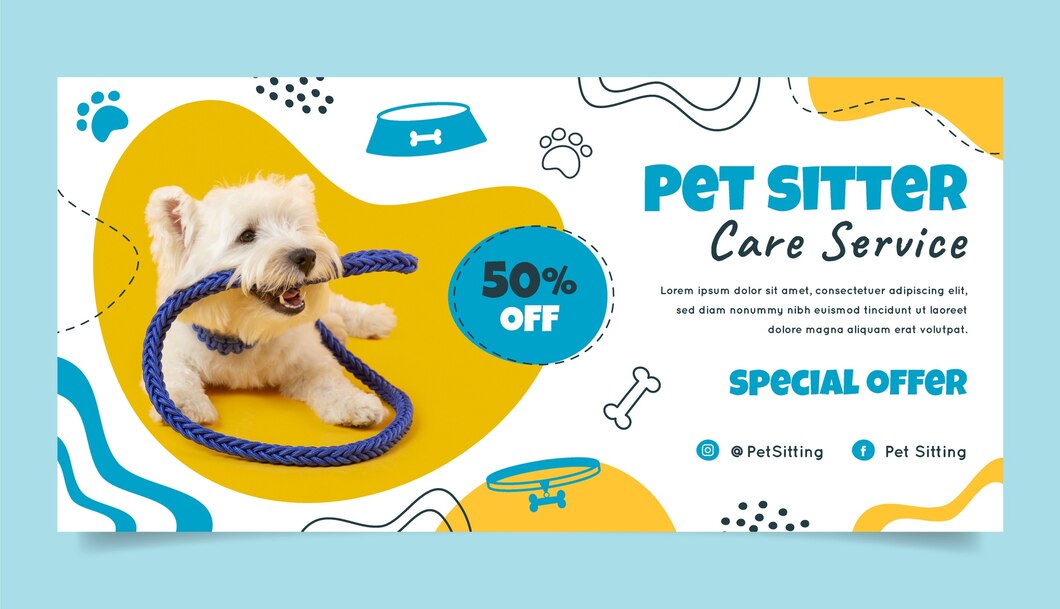 PET SITTER
Care Service
Lorem ipsum dolor sit amet, consectetuer adipiscing elit,
sed diam nonummy nibh euismod tincidunt ut laoreet
dolore magna aliquam erat volutpat.
50%
OFF
SPECIAL OFFER
@PetSitting
Pet Sitting